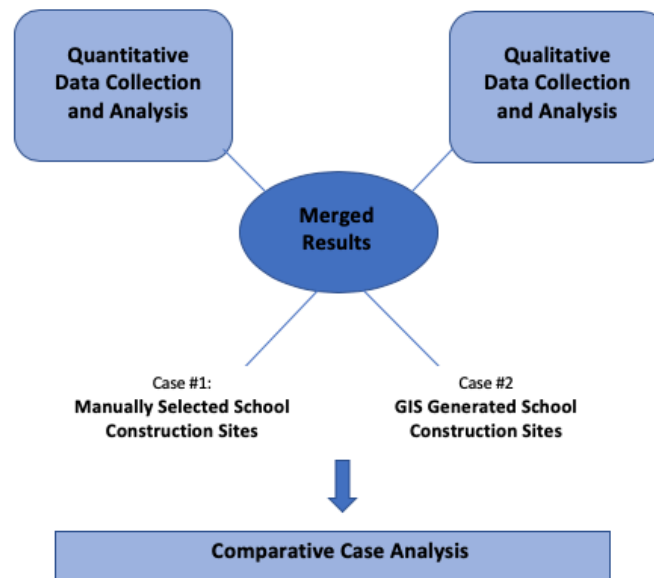 Quantitative
Data Collection
and Analysis
Qualitative
Data Collection
and Analysis
Merged
Results
Case #1:
Manually Selected School
Construction Sites
Case #2
GIS Generated School
Construction Sites
Comparative Case Analysis